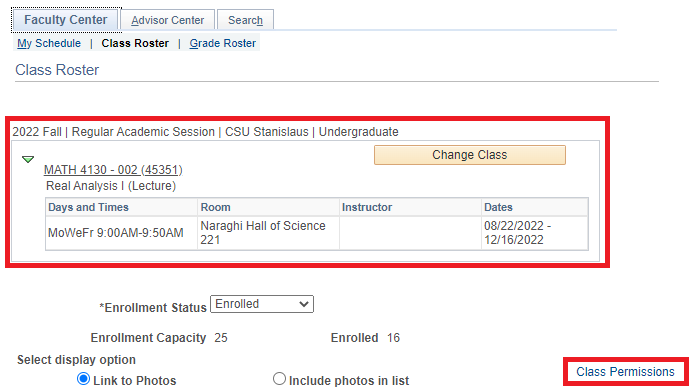 Faculty Center Advisor Center Search
My Schedule | Class Roster | Grade Roster
Class Roster
2022 Fall | Regular Academic Session | CSU Stanislaus | Undergraduate
Change Class
MATH 4130 - 002 (45351)
Real Analysis I (Lecture)
Days and Times Room Instructor Dates
MoWeFr 9:00AM-9:50AM Naraghi Hall of Science 221 08/22/2022 - 12/16/2022
*Enrollment Status Enrolled
Enrollment Capacity 25 Enrolled 16
Select display option
Class Permissions
Link to Photos Include photos in list